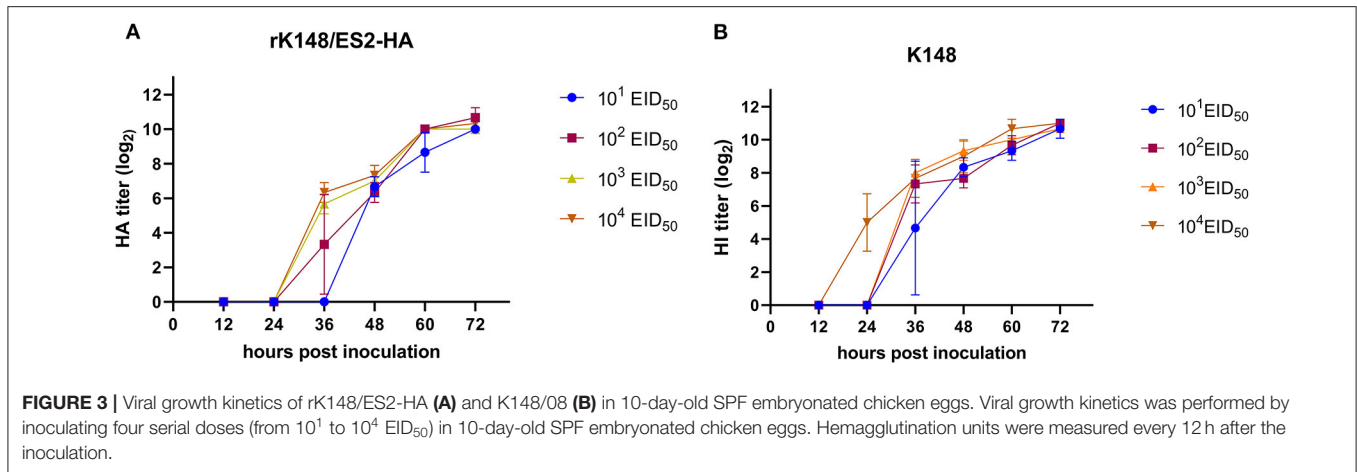 A
rK148/ES2-HA
HA titer (log₂)
12
10
8
6
4
2
0
0 12 24 36 48 60 72
hours post inoculation
10¹ EID₅₀
10² EID₅₀
10³ EID₅₀
10⁴ EID₅₀
B
K148
HI titer (log₂)
12
10
8
6
4
2
0
0 12 24 36 48 60 72
hours post inoculation
10¹EID₅₀
10²EID₅₀
10³EID₅₀
10⁴EID₅₀
FIGURE 3 | Viral growth kinetics of rK148/ES2-HA (A) and K148/08 (B) in 10-day-old SPF embryonated chicken eggs. Viral growth kinetics was performed by
inoculating four serial doses (from 10¹ to 10⁴ EID₅₀) in 10-day-old SPF embryonated chicken eggs. Hemagglutination units were measured every 12 h after the
inoculation.